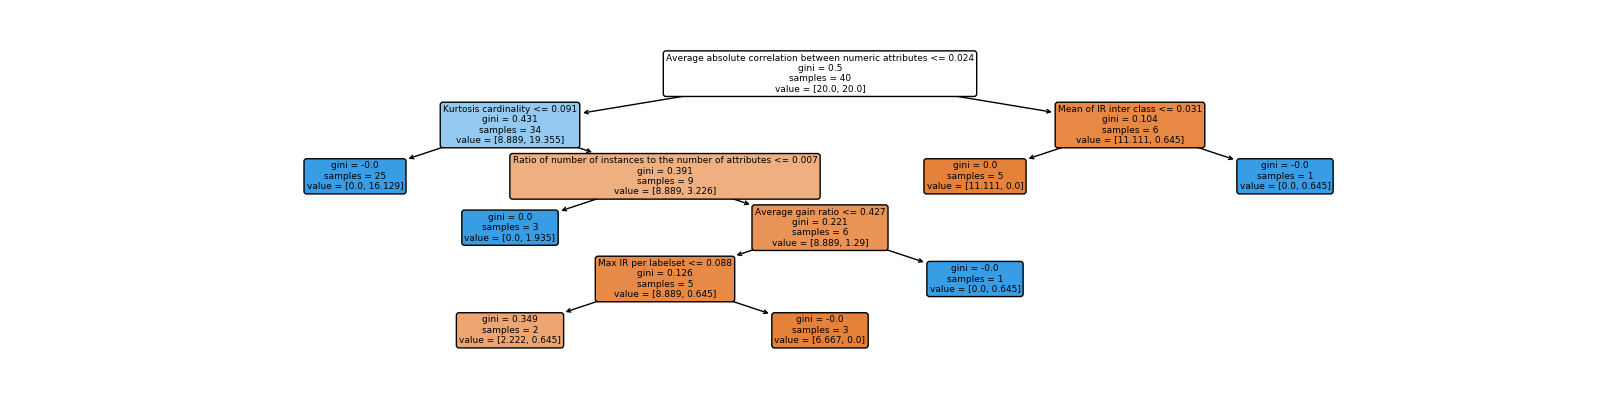 Average absolute correlation between numeric attributes <= 0.024
gini = 0.5
samples = 40
value = [20.0, 20.0]
Kurtosis cardinality <= 0.091
gini = 0.431
samples = 34
value = [8.889, 19.355]
Mean of IR inter class <= 0.031
gini = 0.104
samples = 6
value = [11.111, 0.645]
gini = -0.0
samples = 25
value = [0.0, 16.129]
Ratio of number of instances to the number of attributes <= 0.007
gini = 0.391
samples = 9
value = [8.889, 3.226]
gini = 0.0
samples = 5
value = [11.111, 0.0]
gini = -0.0
samples = 1
value = [0.0, 0.645]
gini = 0.0
samples = 3
value = [0.0, 1.935]
Average gain ratio <= 0.427
gini = 0.221
samples = 6
value = [8.889, 1.29]
Max IR per labelset <= 0.088
gini = 0.126
samples = 5
value = [8.889, 0.645]
gini = -0.0
samples = 1
value = [0.0, 0.645]
gini = 0.349
samples = 2
value = [2.222, 0.645]
gini = -0.0
samples = 3
value = [6.667, 0.0]